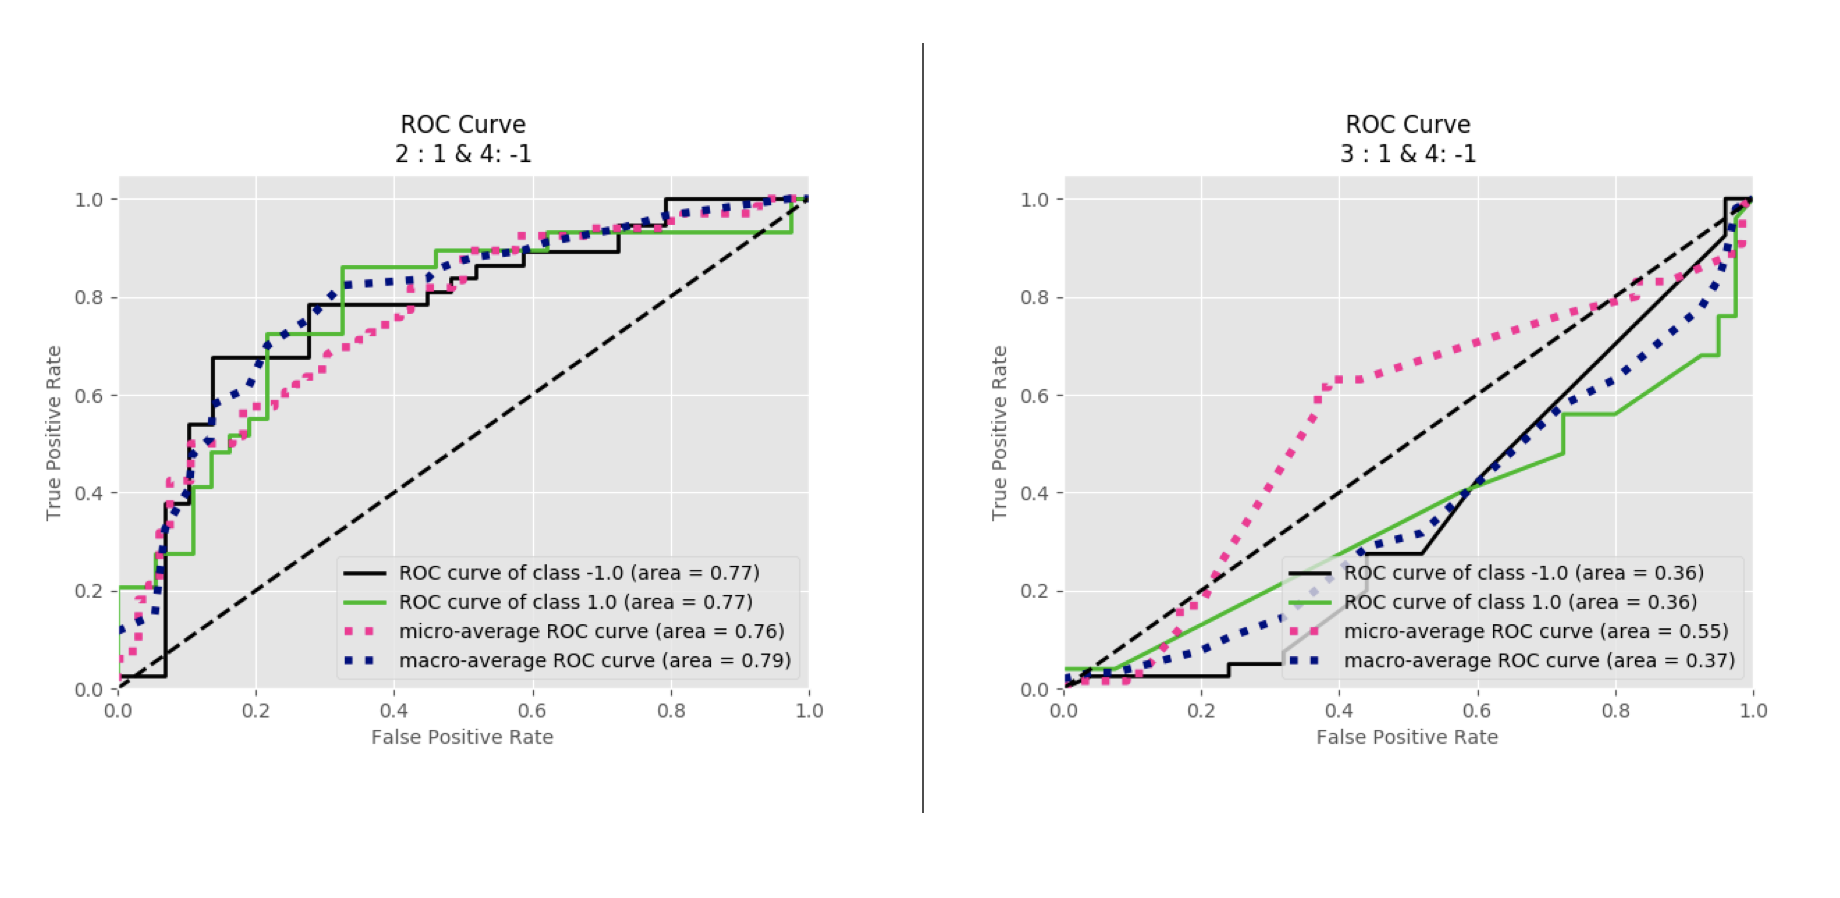 ROC Curve
2 : 1 & 4: -1
True Positive Rate
1.0
0.8
0.6
0.4
0.2
0.0
ROC curve of class -1.0 (area = 0.77)
ROC curve of class 1.0 (area = 0.77)
micro-average ROC curve (area = 0.76)
macro-average ROC curve (area = 0.79)
0.0 0.2 0.4 0.6 0.8 1.0
False Positive Rate
ROC Curve
3 : 1 & 4: -1
True Positive Rate
1.0
0.8
0.6
0.4
0.2
0.0
ROC curve of class -1.0 (area = 0.36)
ROC curve of class 1.0 (area = 0.36)
micro-average ROC curve (area = 0.55)
macro-average ROC curve (area = 0.37)
0.0 0.2 0.4 0.6 0.8 1.0
False Positive Rate